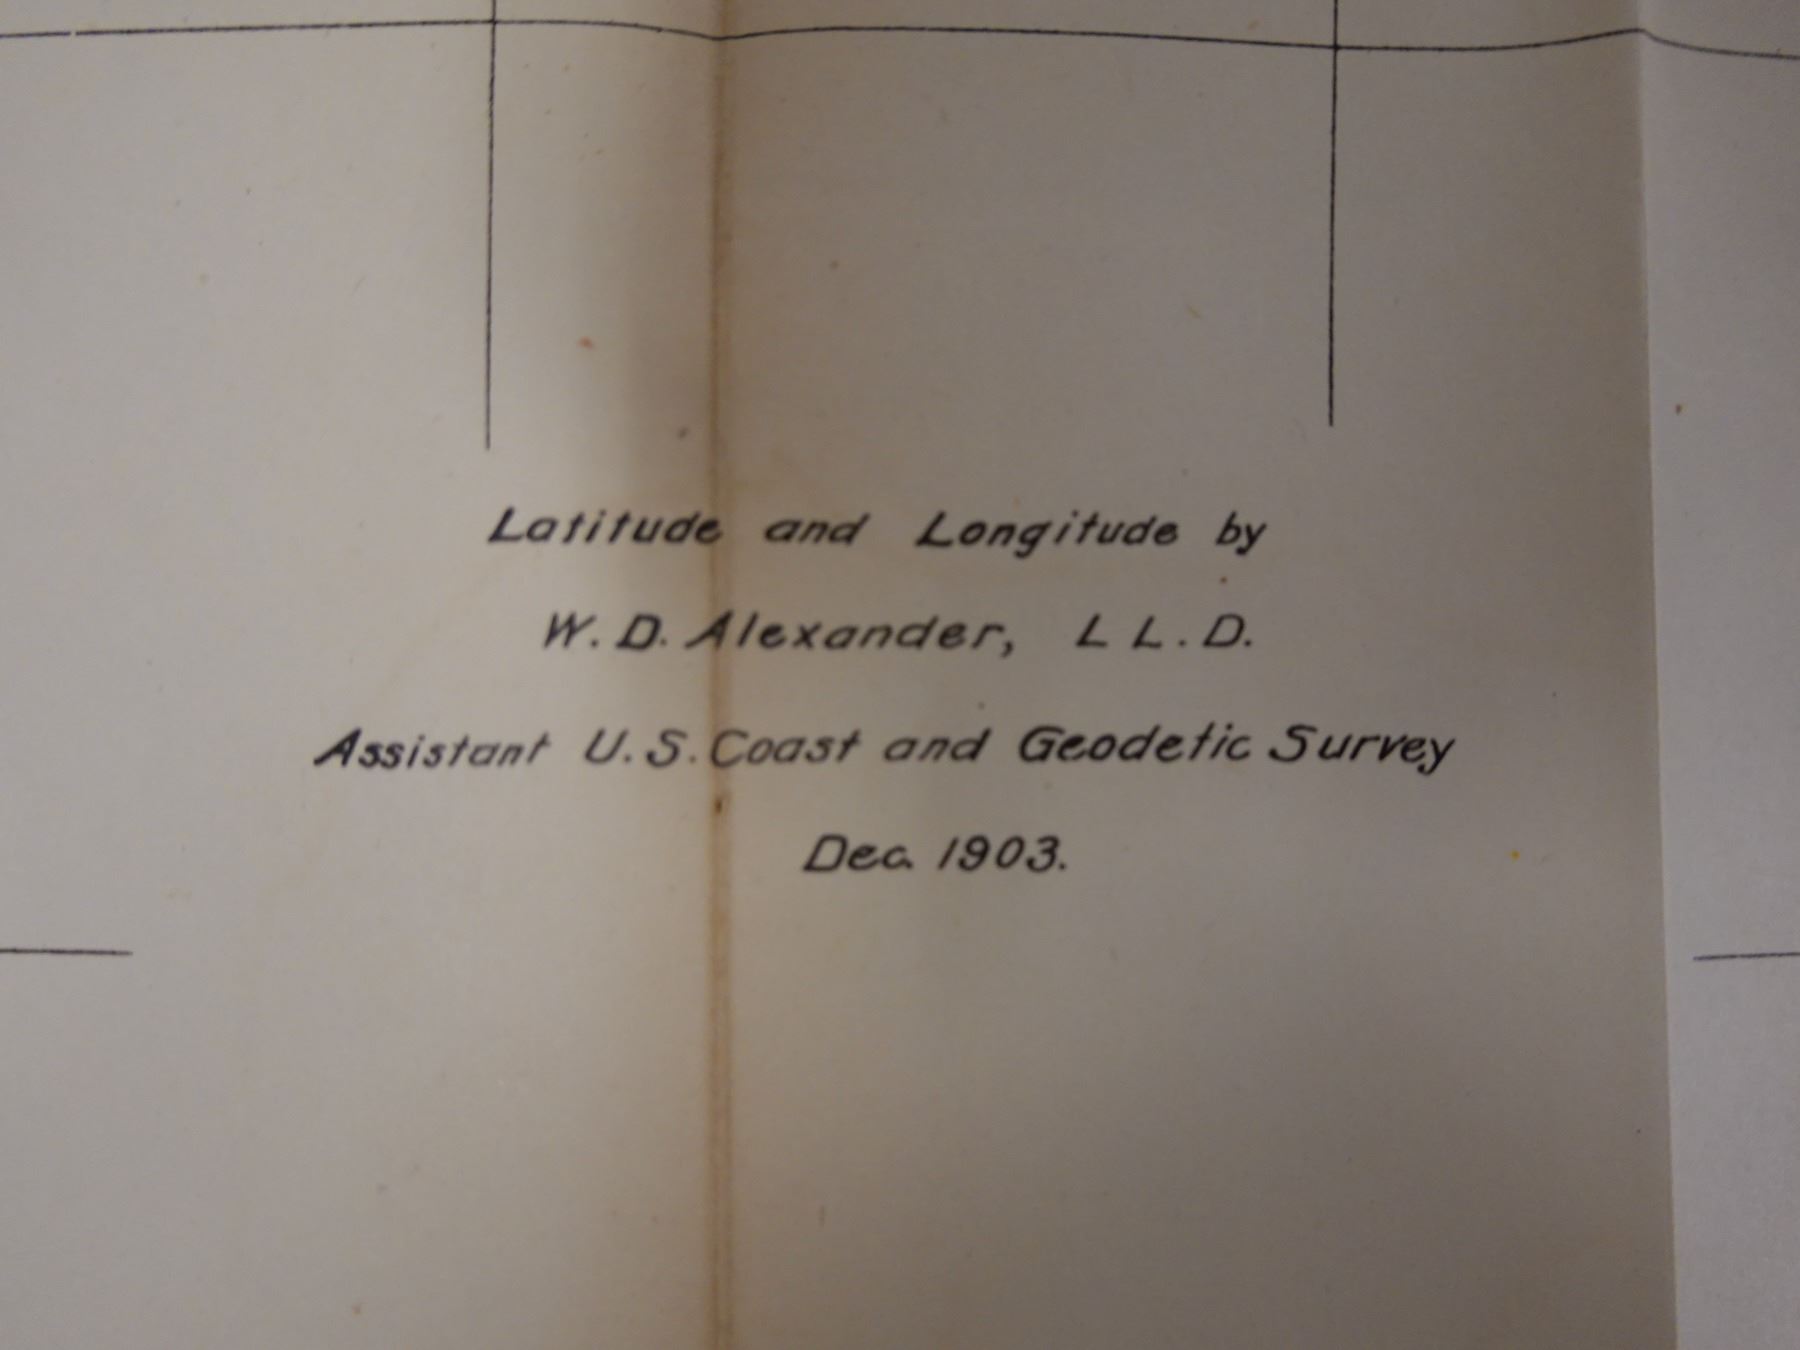 Latitude and Longitude by
W. D. Alexander, L L . D.
Assistant U. S. Coast and Geodetic Survey
Dec. 1903.